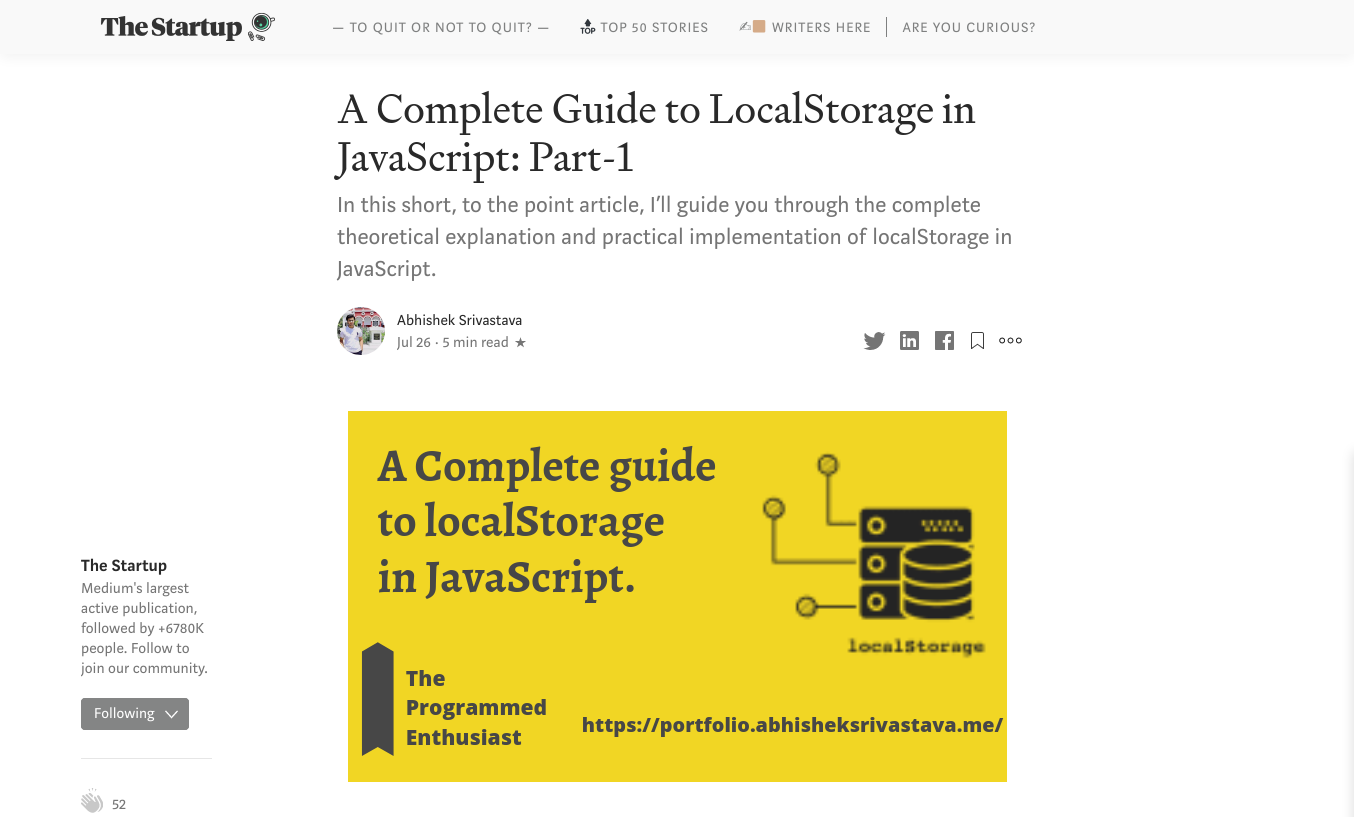 The Startup
— TO QUIT OR NOT TO QUIT? —
TOP
TOP 50 STORIES
WRITERS HERE
ARE YOU CURIOUS?
A Complete Guide to LocalStorage in
JavaScript: Part-1
In this short, to the point article, I’ll guide you through the complete
theoretical explanation and practical implementation of localStorage in
JavaScript.
Abhishek Srivastava
Jul 26 · 5 min read ★
A Complete guide
to localStorage
in JavaScript.
localStorage
The
Programmed
Enthusiast
https://portfolio.abhisheksrivastava.me/
The Startup
Medium's largest
active publication,
followed by +6780K
people. Follow to
join our community.
Following
52